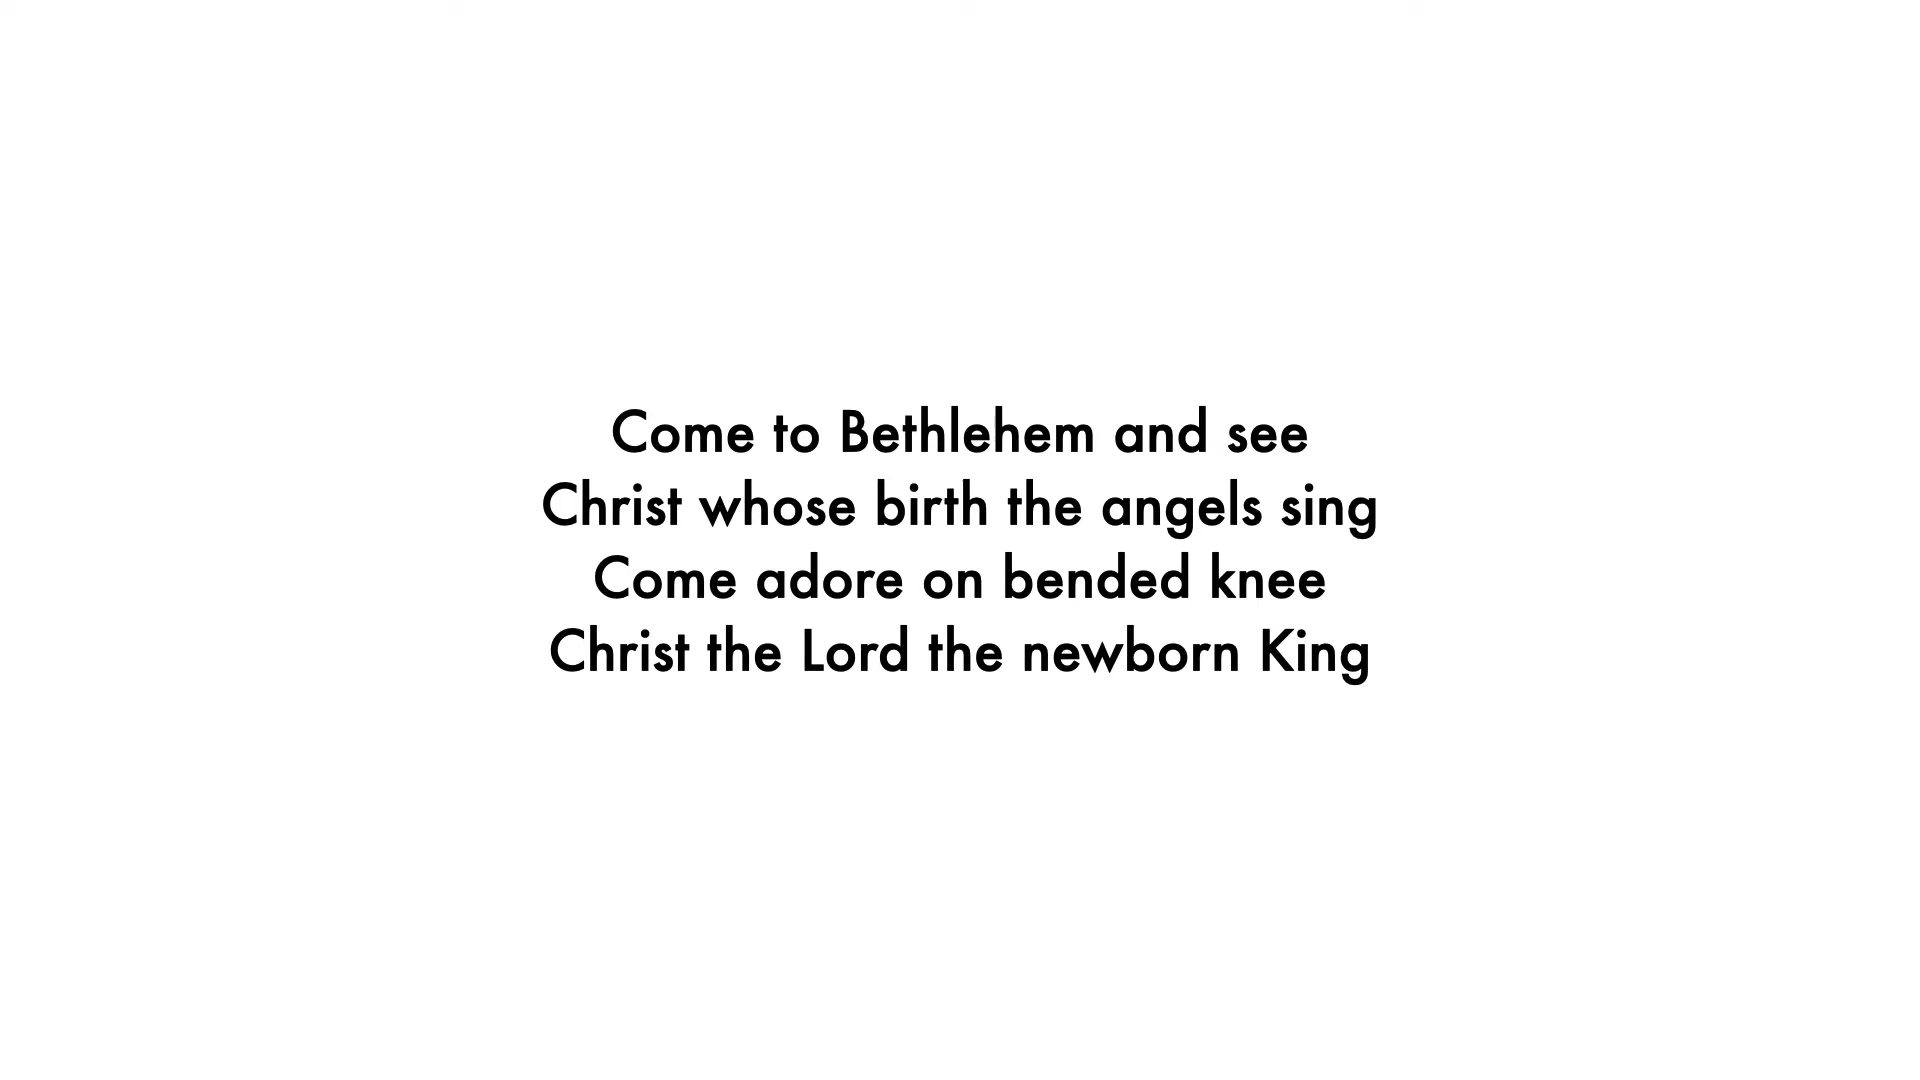 Come to Bethlehem and see
Christ whose birth the angels sing
Come adore on bended knee
Christ the Lord the newborn King